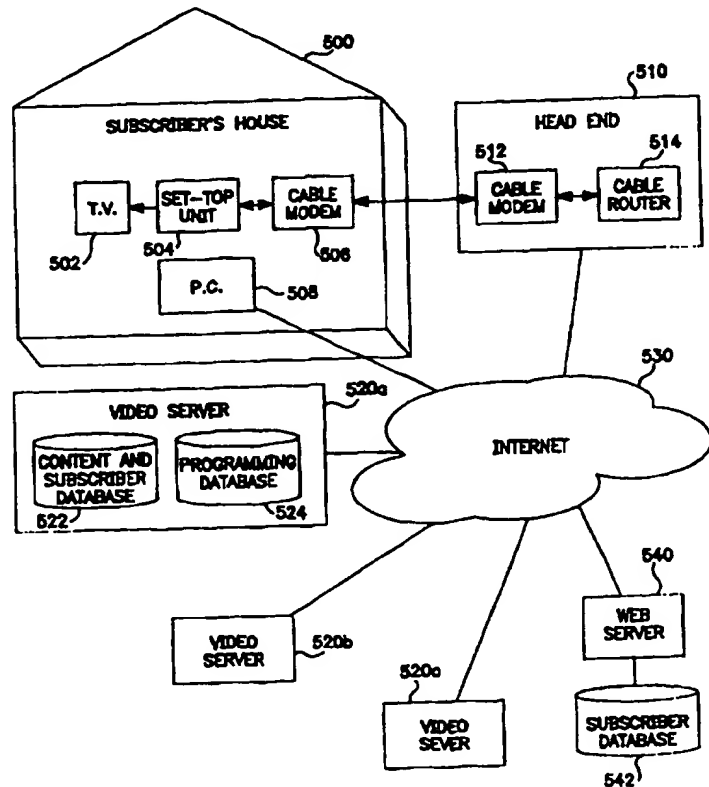 500
SUBSCRIBER'S HOUSE
T.V.
502
SET-TOP
UNIT
504
CABLE
MODEM
506
P.C.
508
510
HEAD END
512
CABLE
MODEM
514
CABLE
ROUTER
520a
VIDEO SERVER
CONTENT AND
SUBSCRIBER
DATABASE
522
PROGRAMMING
DATABASE
524
530
INTERNET
VIDEO
SERVER
520b
520c
VIDEO
SEVER
540
WEB
SERVER
SUBSCRIBER
DATABASE
542